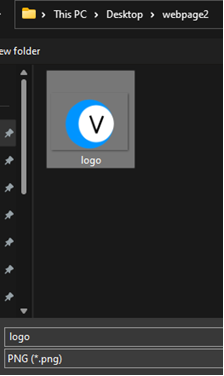 This PC > Desktop > webpage2
ew folder
V
logo
logo
PNG (*.png)